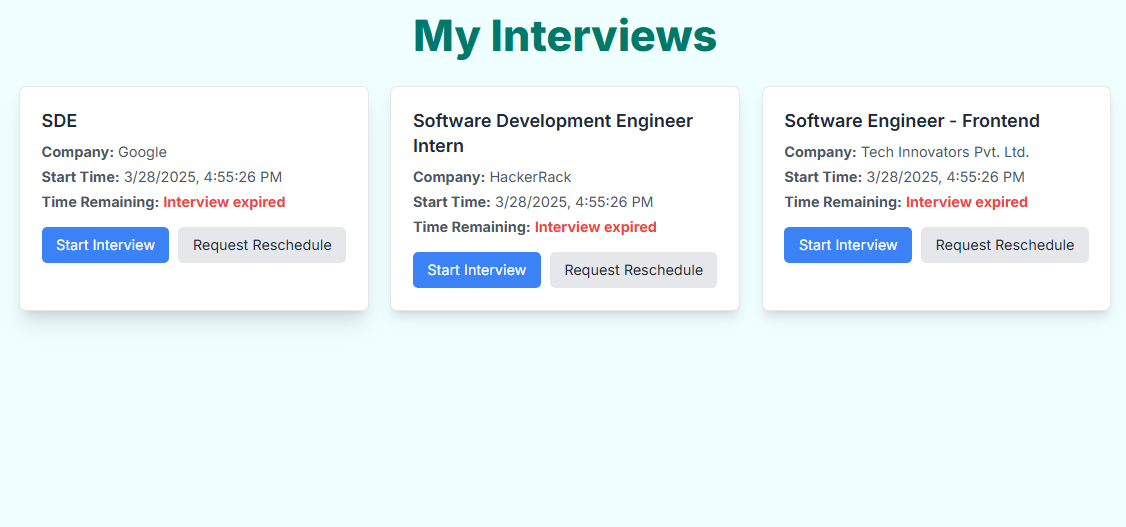 My Interviews
SDE
Company: Google
Start Time: 3/28/2025, 4:55:26 PM
Time Remaining: Interview expired
Start Interview
Request Reschedule
Software Development Engineer
Intern
Company: HackerRack
Start Time: 3/28/2025, 4:55:26 PM
Time Remaining: Interview expired
Start Interview
Request Reschedule
Software Engineer - Frontend
Company: Tech Innovators Pvt. Ltd.
Start Time: 3/28/2025, 4:55:26 PM
Time Remaining: Interview expired
Start Interview
Request Reschedule